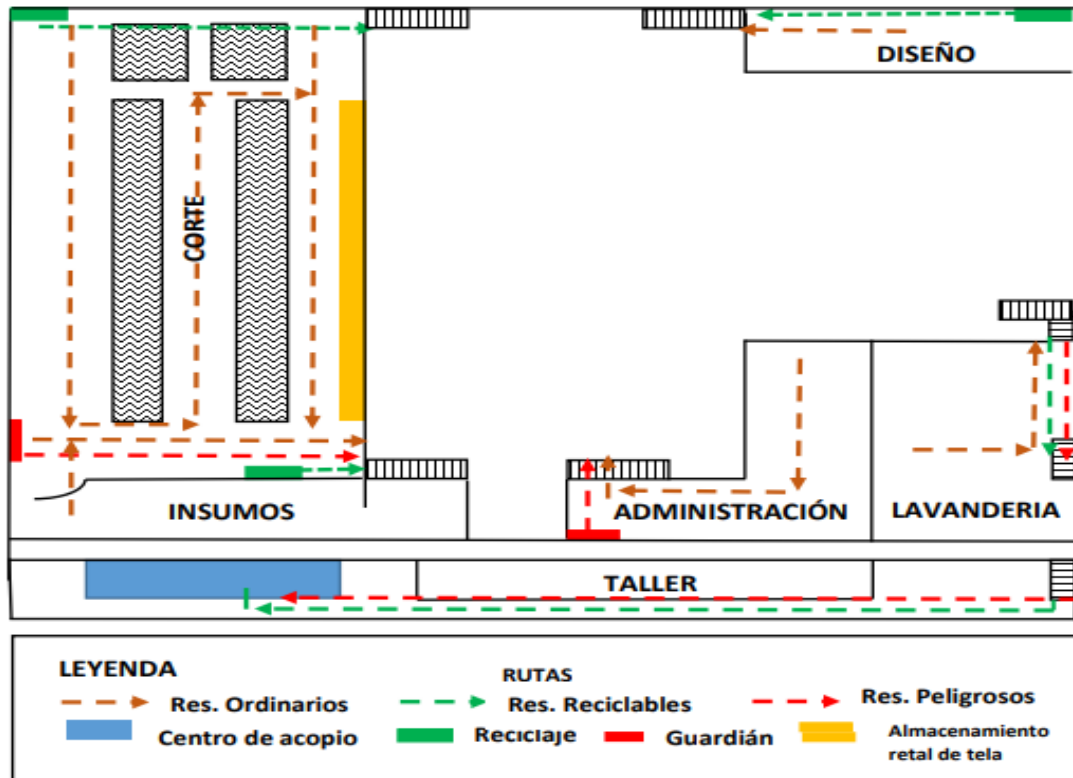 DISEÑO
CORTE
INSUMOS
ADMINISTRACIÓN
LAVANDERIA
TALLER
LEYENDA
RUTAS
Res. Ordinarios
Res. Reciclables
Res. Peligrosos
Centro de acopio
Reciclaje
Guardián
Almacenamiento
retal de tela